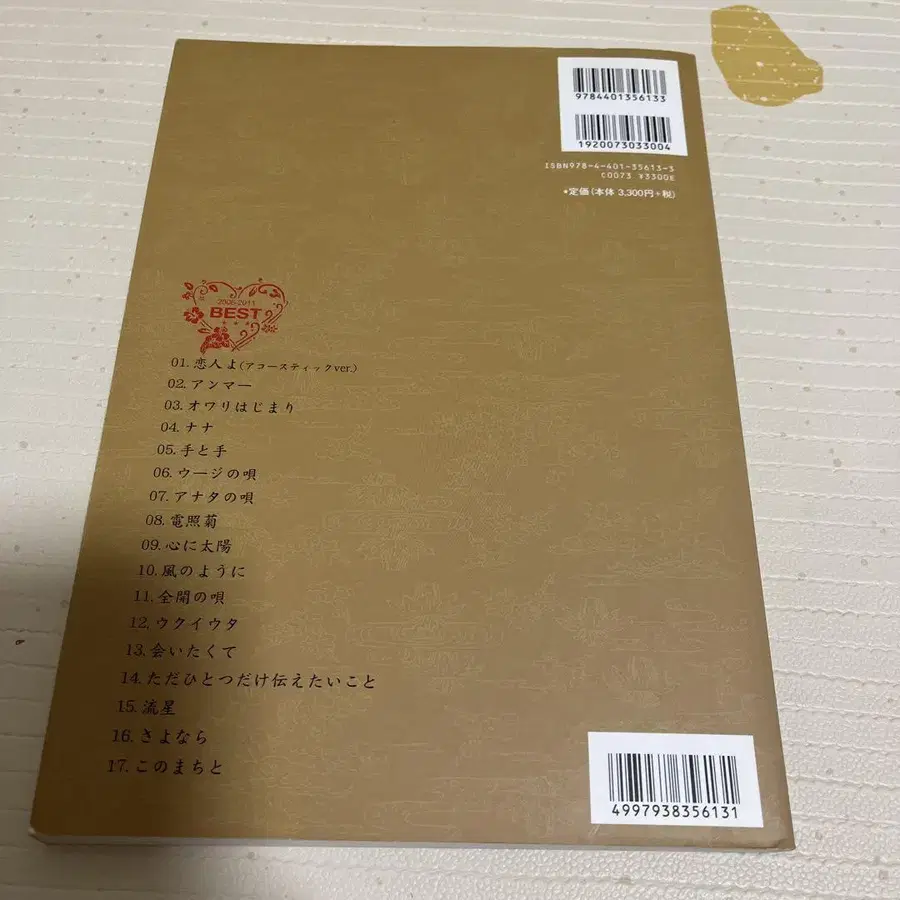 9784401356133
1920073033004
ISBN978-4-401-35613-3
C0073 ¥3300E
•定価(本体 3,300円+税)
2006-2011
BEST
01.恋人よ(アコースティックver.)
02.アンマー
03.オワリはじまり
04.ナナ
05.手と手
06.ウージの唄
07.アナタの唄
08.電照菊
09.心に太陽
10.風のように
11.全開の唄
12.ウクイウタ
13.会いたくて
14.ただひとつだけ伝えたいこと
15.流星
16.さよなら
17.このまちと
4997938356131